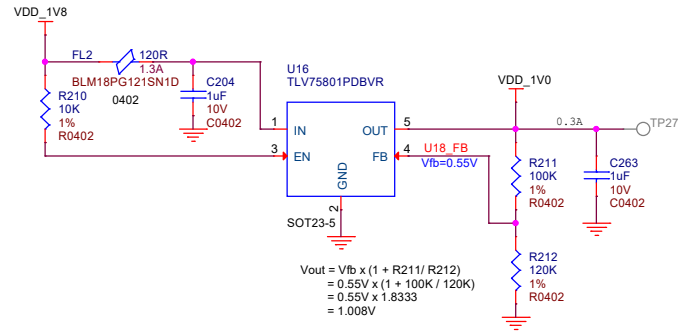 VDD_1V8
FL2
120R
1.3A
BLM18PG121SN1D
0402
R210
10K
1%
R0402
C204
1uF
10V
C0402
U16
TLV75801PDBVR
1
IN
OUT
5
3
EN
FB
4
GND
2
SOT23-5
U18_FB
Vfb=0.55V
VDD_1V0
0.3A
TP27
R211
100K
1%
R0402
C263
1uF
10V
C0402
R212
120K
1%
R0402
Vout = Vfb x (1 + R211/ R212)
= 0.55V x (1 + 100K / 120K)
= 0.55V x 1.8333
= 1.008V